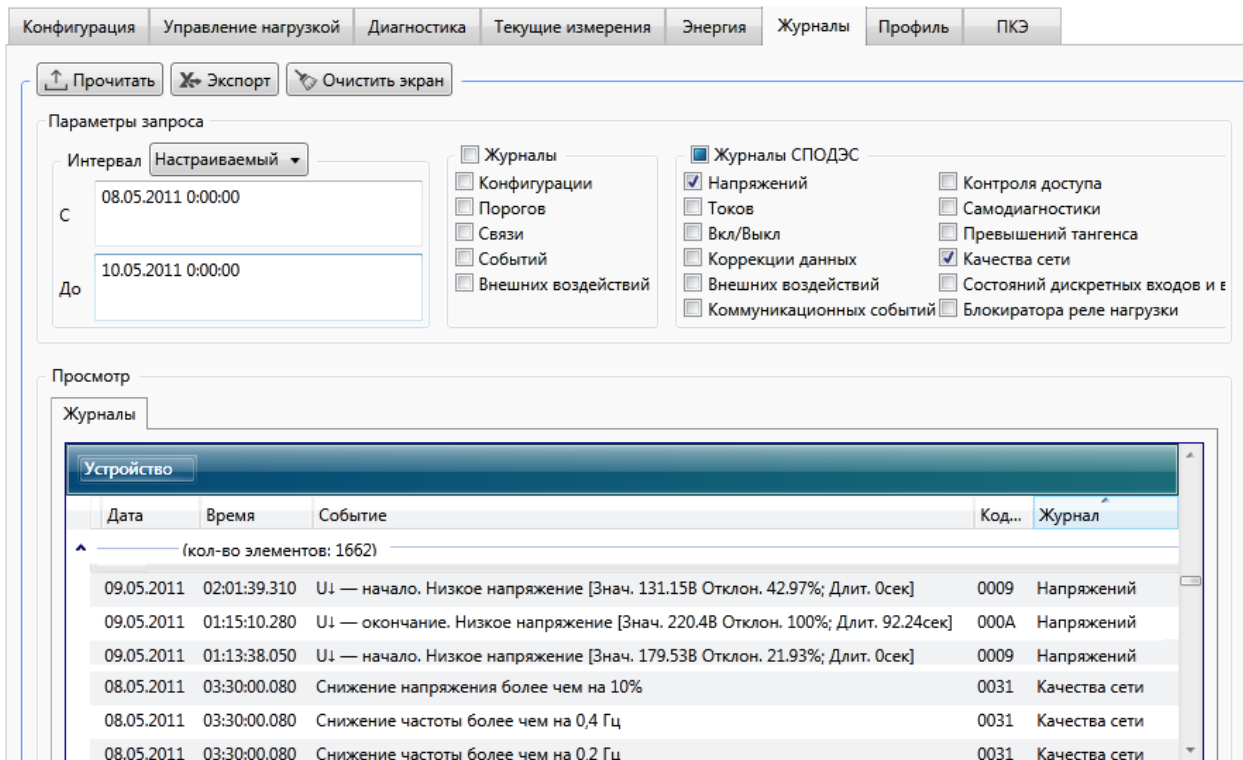 Конфигурация Управление нагрузкой Диагностика Текущие измерения Энергия Журналы Профиль ПКЭ
Прочитать Экспорт Очистить экран
Параметры запроса
Интервал Настраиваемый
С 08.05.2011 0:00:00
До 10.05.2011 0:00:00
Журналы
Конфигурации
Порогов
Связи
Событий
Внешних воздействий
Журналы СПОДЭС
Напряжений
Токов
Вкл/Выкл
Коррекции данных
Внешних воздействий
Коммуникационных событий
Контроля доступа
Самодиагностики
Превышений тангенса
Качества сети
Состояний дискретных входов и в
Блокиратора реле нагрузки
Просмотр
Журналы
Устройство
Дата Время Событие Код... Журнал
(кол-во элементов: 1662)
09.05.2011 02:01:39.310 U↓ — начало. Низкое напряжение [Знач. 131.15В Отклон. 42.97%; Длит. 0сек] 0009 Напряжений
09.05.2011 01:15:10.280 U↓ — окончание. Низкое напряжение [Знач. 220.4В Отклон. 100%; Длит. 92.24сек] 000A Напряжений
09.05.2011 01:13:38.050 U↓ — начало. Низкое напряжение [Знач. 179.53В Отклон. 21.93%; Длит. 0сек] 0009 Напряжений
08.05.2011 03:30:00.080 Снижение напряжения более чем на 10% 0031 Качества сети
08.05.2011 03:30:00.080 Снижение частоты более чем на 0,4 Гц 0031 Качества сети
08.05.2011 03:30:00.080 Снижение частоты более чем на 0,2 Гц 0031 Качества сети